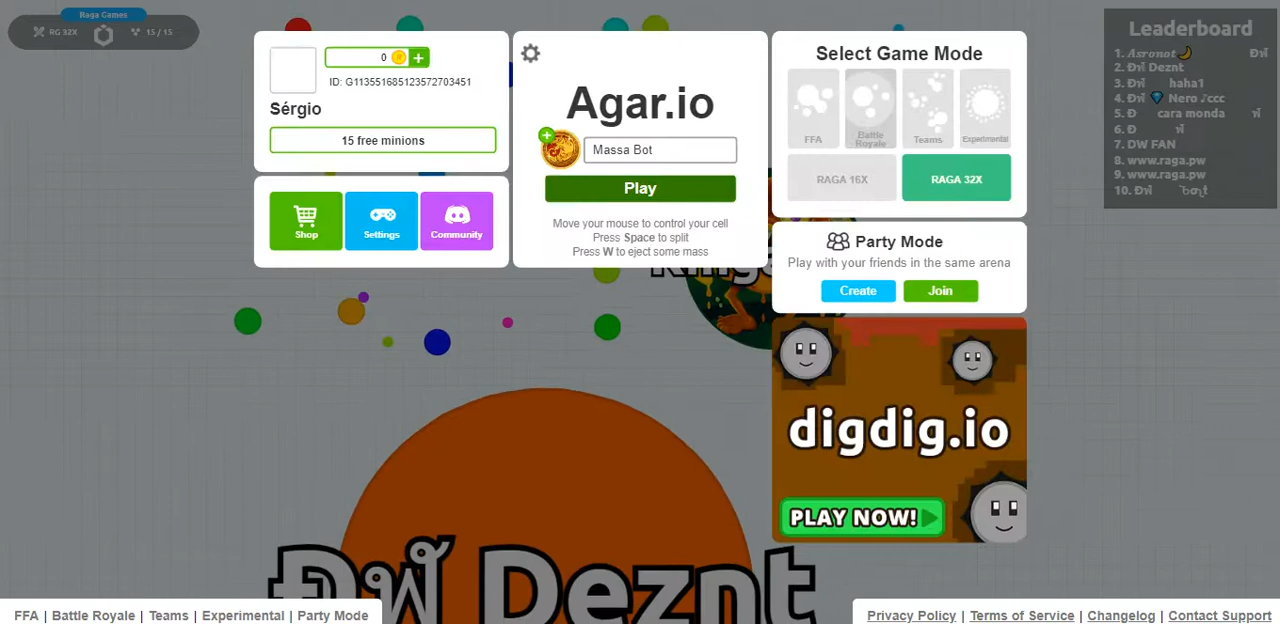 Raga Games
RG 32X
15 / 15
0
ID: G113551685123572703451
Sérgio
15 free minions
Shop
Settings
Community
Agar.io
Massa Bot
Play
Move your mouse to control your cell
Press Space to split
Press W to eject some mass
Select Game Mode
FFA
Battle Royale
Teams
Experimental
RAGA 16X
RAGA 32X
Party Mode
Play with your friends in the same arena
Create
Join
digdig.io
PLAY NOW!
Leaderboard
1. Asronot🌙 Đฬ
2. Đฬ Deznt
3. Đฬ haha1
4. Đฬ 💎 Nero ♪ccc
5. Đ cara monda ฬ
6. Đ ฬ
7. DW FAN
8. www.raga.pw
9. www.raga.pw
10. Đฬ
Đฬ Deznt
FFA | Battle Royale | Teams | Experimental | Party Mode
Privacy Policy | Terms of Service | Changelog | Contact Support